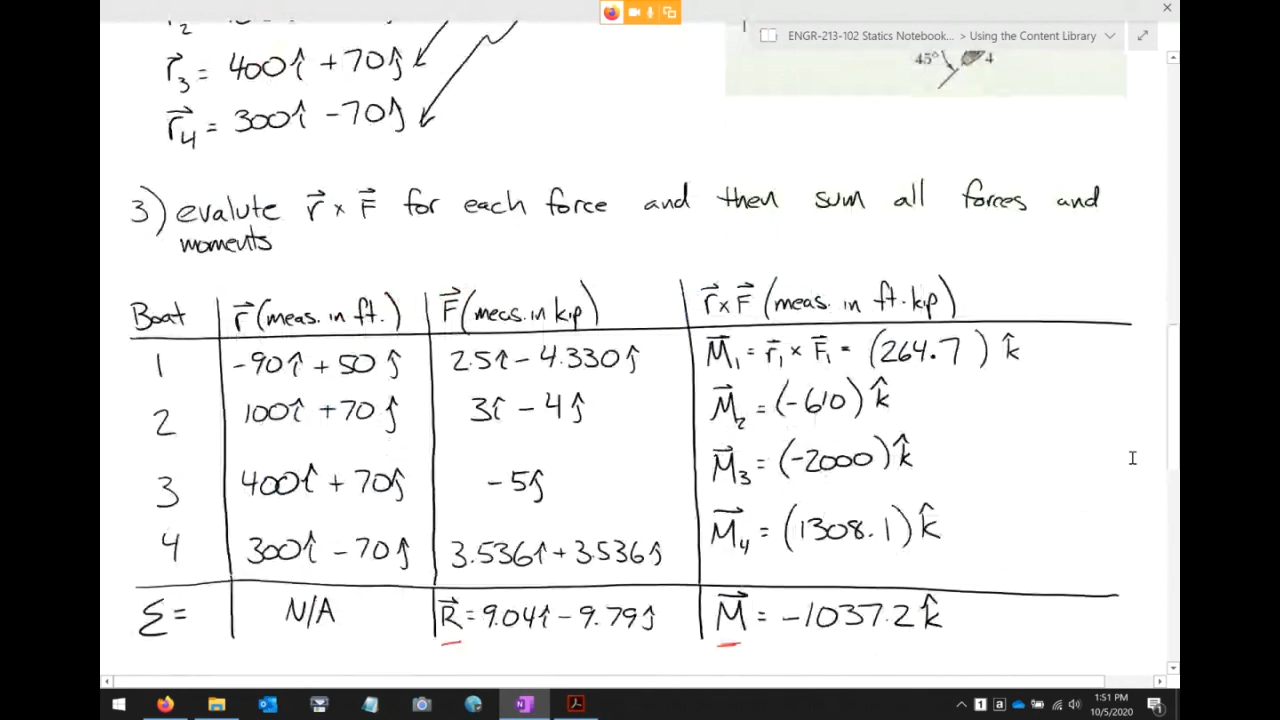 ENGR-213-102 Statics Notebook... > Using the Content Library
r⃗3 = 400î + 70ĵ
45° 4
r⃗4 = 300î - 70ĵ
3) evalute r⃗ x F⃗ for each force and then sum all forces and
moments
Boat r⃗ (meas. in ft.) F⃗ (meas. in kip) r⃗ x F⃗ (meas. in ft. kip)
1 -90î + 50ĵ 2.5î - 4.330ĵ M⃗1 = r⃗1 x F⃗1 = (264.7 ) k̂
2 100î + 70ĵ 3î - 4ĵ M⃗2 = (-610) k̂
3 400î + 70ĵ -5ĵ M⃗3 = (-2000) k̂
4 300î - 70ĵ 3.536î + 3.536ĵ M⃗4 = (1308.1) k̂
Σ = N/A R⃗ = 9.04î - 9.79ĵ M⃗ = -1037.2 k̂
1:51 PM
10/5/2020